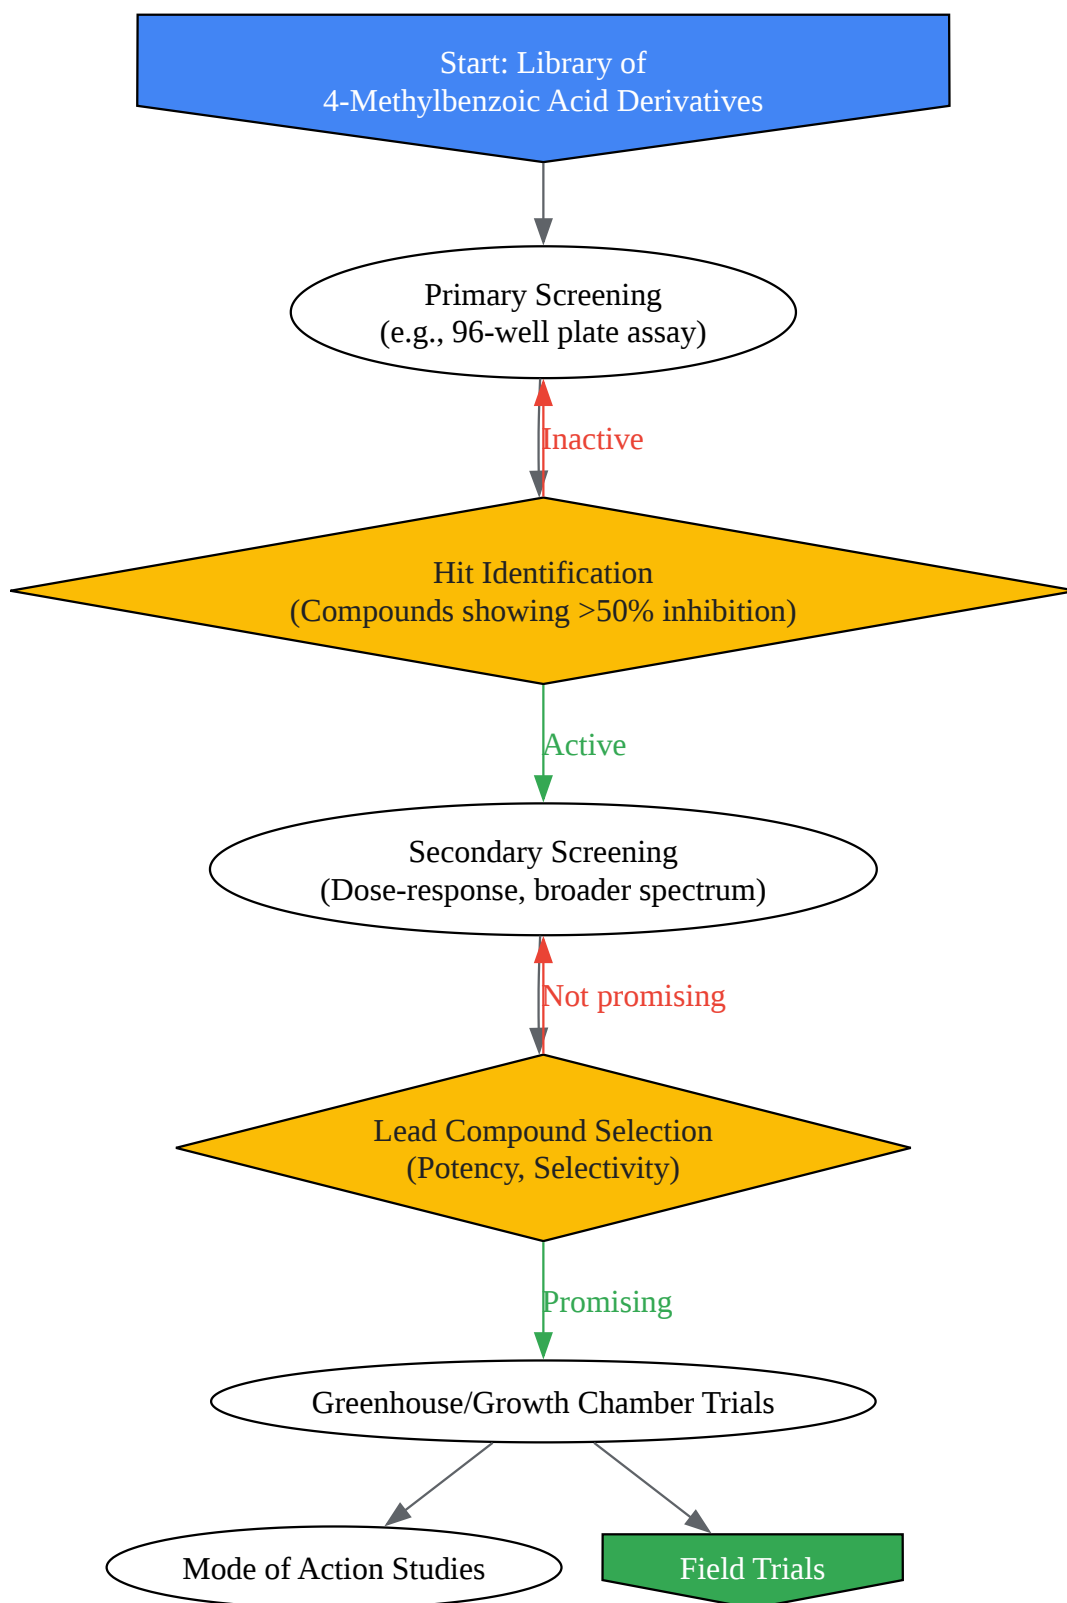 Start: Library of
4-Methylbenzoic Acid Derivatives
Primary Screening
(e.g., 96-well plate assay)
Inactive
Hit Identification
(Compounds showing >50% inhibition)
Active
Secondary Screening
(Dose-response, broader spectrum)
Not promising
Lead Compound Selection
(Potency, Selectivity)
Promising
Greenhouse/Growth Chamber Trials
Mode of Action Studies
Field Trials